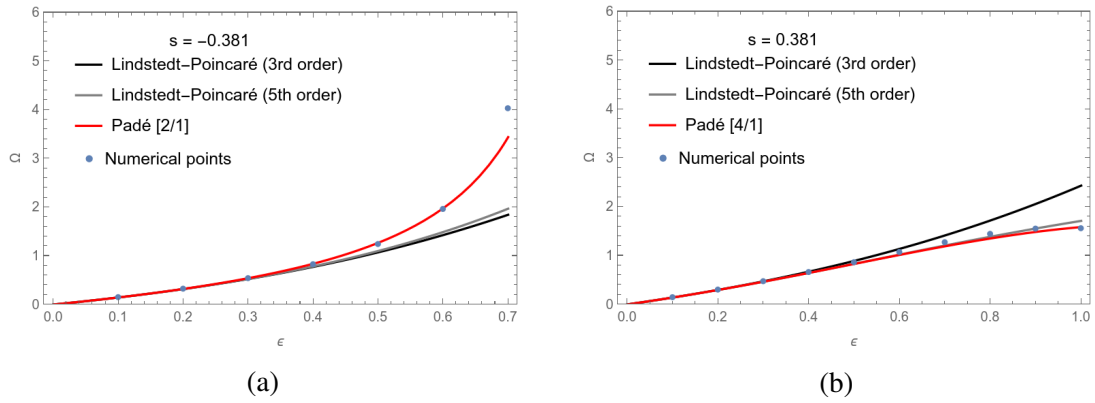 s = −0.381
Lindstedt−Poincaré (3rd order)
Lindstedt−Poincaré (5th order)
Padé [2/1]
Numerical points
Ω
6
5
4
3
2
1
0
0.0 0.1 0.2 0.3 0.4 0.5 0.6 0.7
ϵ
(a)
s = 0.381
Lindstedt−Poincaré (3rd order)
Lindstedt−Poincaré (5th order)
Padé [4/1]
Numerical points
Ω
6
5
4
3
2
1
0
0.0 0.2 0.4 0.6 0.8 1.0
ϵ
(b)